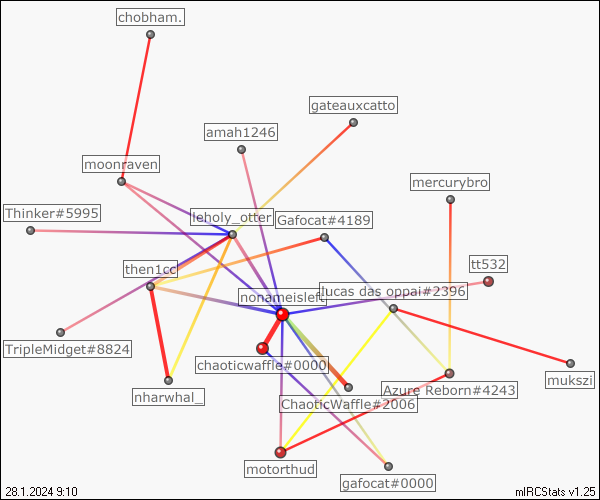 chobham.
gateauxcatto
amah1246
moonraven
mercurybro
Thinker#5995
leholy_otter
Gafocat#4189
then1cc
tt532
nonameisleft
lucas das oppai#2396
TripleMidget#8824
chaoticwaffle#0000
mukszi
nharwhal_
ChaoticWaffle#2006
Azure Reborn#4243
motorthud
gafocat#0000
28.1.2024 9:10
mIRCStats v1.25